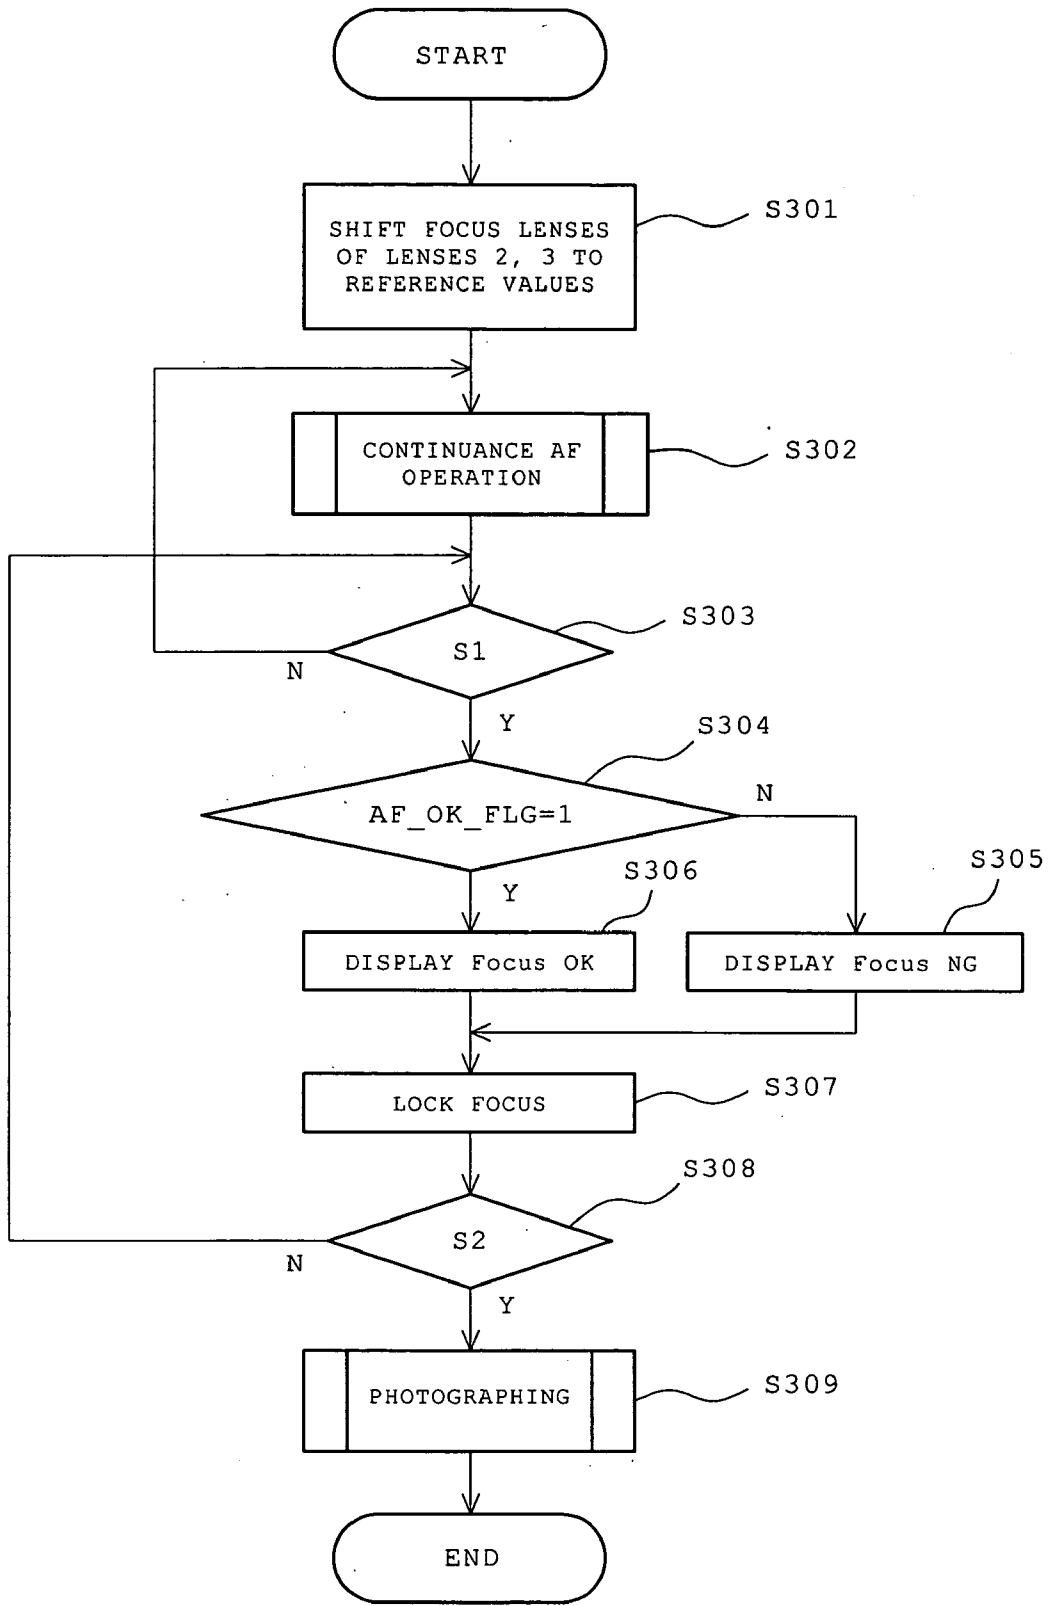 START
S301
SHIFT FOCUS LENSES
OF LENSES 2, 3 TO
REFERENCE VALUES
S302
CONTINUANCE AF
OPERATION
S303
S1
N
Y
S304
AF_OK_FLG=1
N
Y
S306
S305
DISPLAY Focus OK
DISPLAY Focus NG
S307
LOCK FOCUS
S308
S2
N
Y
S309
PHOTOGRAPHING
END